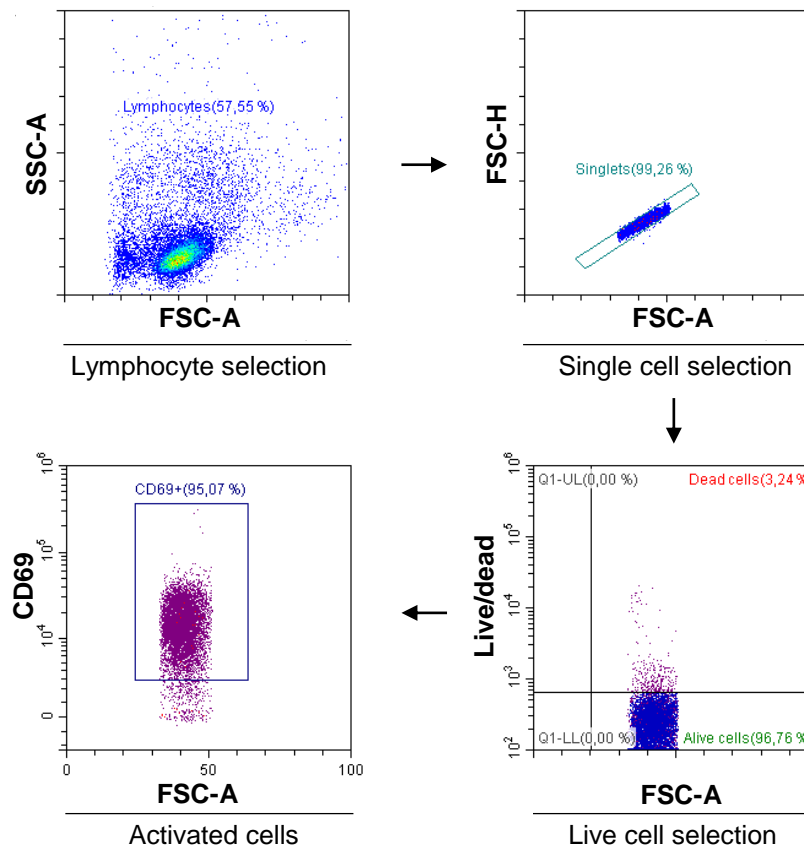 Lymphocytes(57,55 %)
SSC-A
FSC-A
Lymphocyte selection
Singlets(99,26 %)
FSC-H
FSC-A
Single cell selection
CD69+(95,07 %)
CD69
10^6
10^5
10^4
0
0 50 100
FSC-A
Activated cells
Q1-UL(0,00 %) Dead cells(3,24 %
Live/dead
10^6
10^5
10^4
10^3
10^2
Q1-LL(0,00 %) Alive cells(96,76 %
FSC-A
Live cell selection